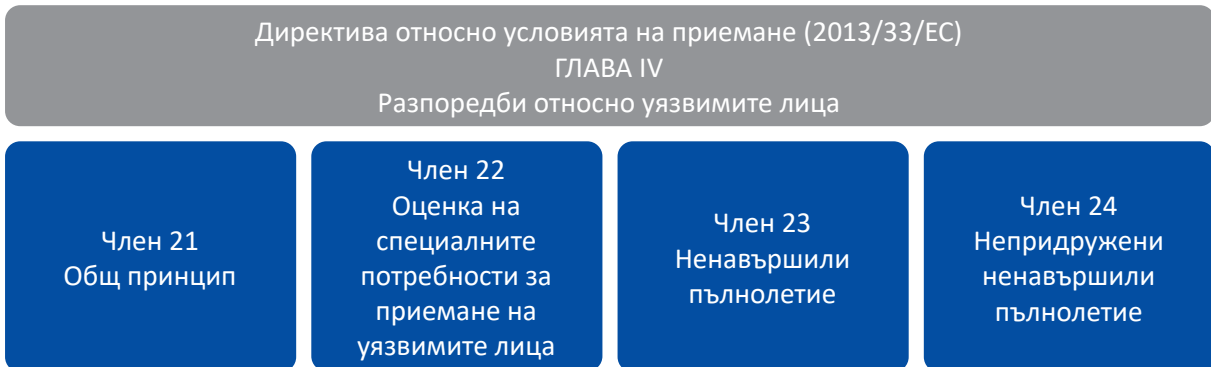 Директива относно условията на приемане (2013/33/ЕС)
ГЛАВА IV
Разпоредби относно уязвимите лица
Член 21
Общ принцип
Член 22
Оценка на
специалните
потребности за
приемане на
уязвимите лица
Член 23
Ненавършили
пълнолетие
Член 24
Непридружени
ненавършили
пълнолетие